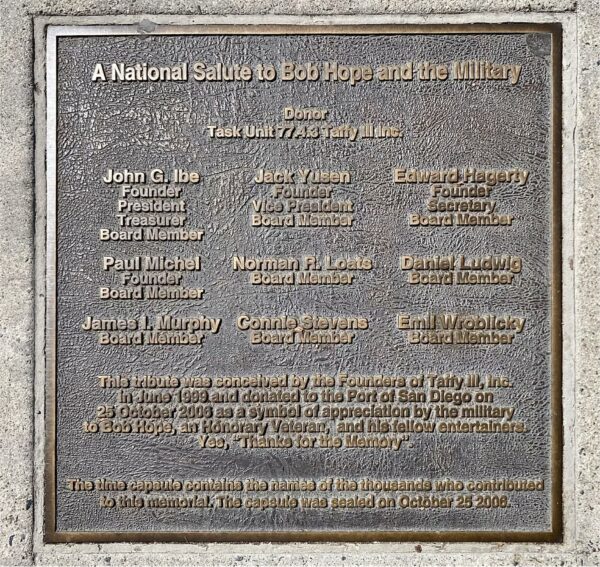 A National Salute to Bob Hope and the Military
Donor
Task Unit 77.4.3 Taffy III Inc.
John G. Ibe
Founder
President
Treasurer
Board Member
Jack Yusen
Founder
Vice President
Board Member
Edward Hagerty
Founder
Secretary
Board Member
Paul Michel
Founder
Board Member
Norman R. Loats
Board Member
Daniel Ludwig
Board Member
James I. Murphy
Board Member
Connie Stevens
Board Member
Emil Wroblicky
Board Member
This tribute was conceived by the Founders of Taffy III, Inc.
in June 1999 and donated to the Port of San Diego on
25 October 2006 as a symbol of appreciation by the military
to Bob Hope, an Honorary Veteran, and his fellow entertainers.
Yes, "Thanks for the Memory".
The time capsule contains the names of the thousands who contributed
to this memorial. The capsule was sealed on October 25 2006.